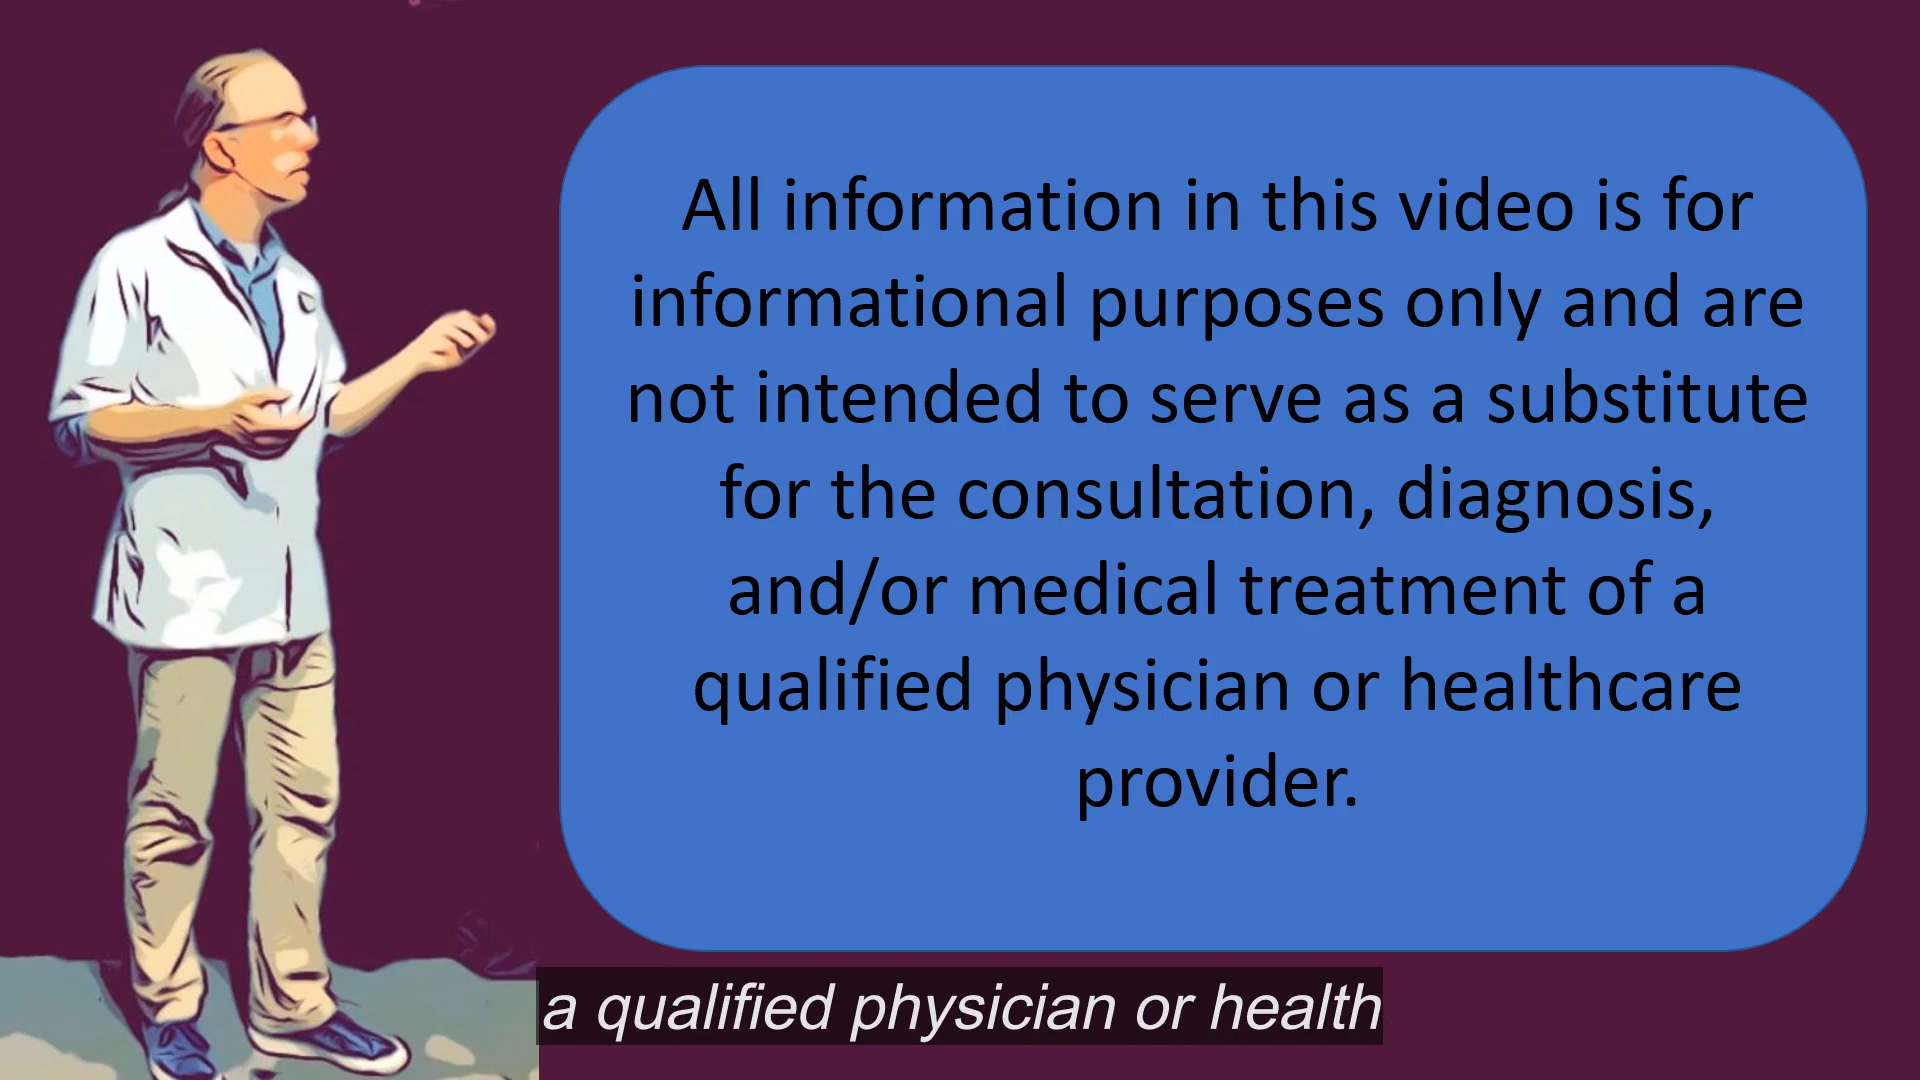 All information in this video is for
informational purposes only and are
not intended to serve as a substitute
for the consultation, diagnosis,
and/or medical treatment of a
qualified physician or healthcare
provider.
a qualified physician or health